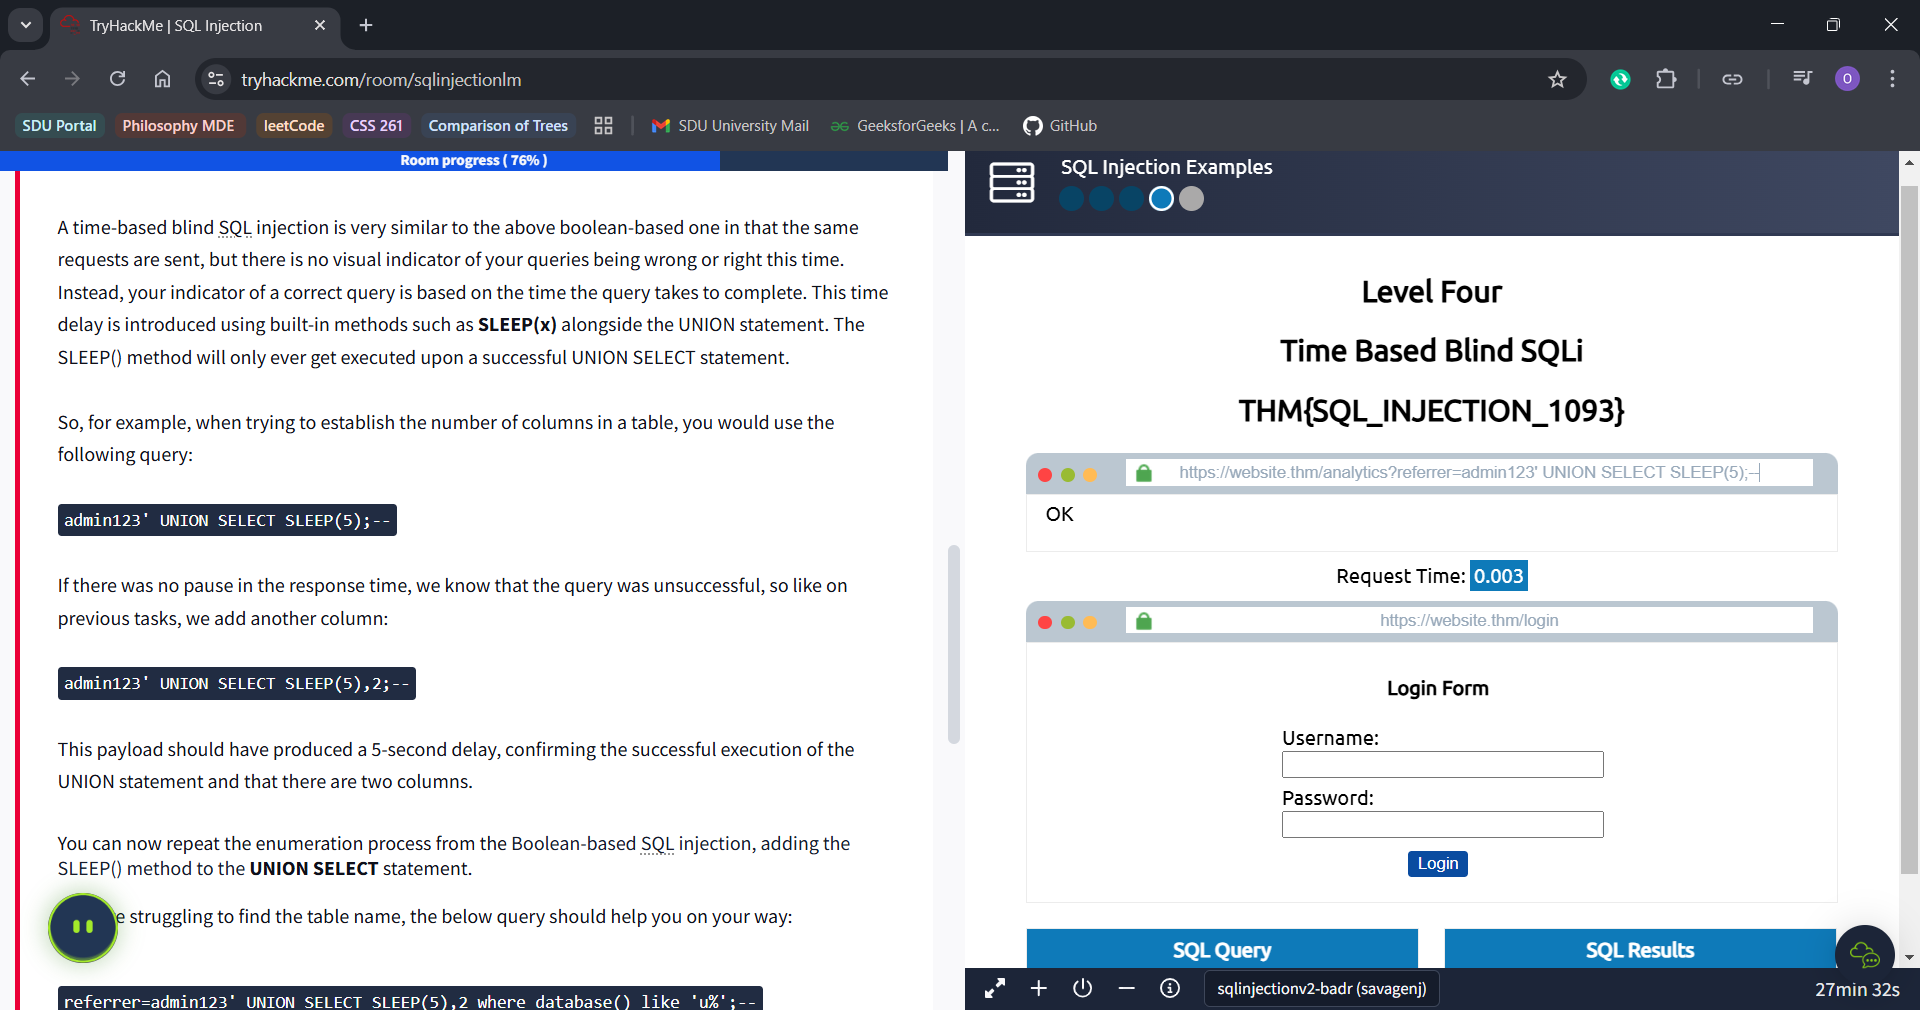 TryHackMe | SQL Injection
tryhackme.com/room/sqlinjectionlm
O
SDU Portal
Philosophy MDE
leetCode
CSS 261
Comparison of Trees
SDU University Mail
GeeksforGeeks | A c...
GitHub
Room progress ( 76% )
A time-based blind SQL injection is very similar to the above boolean-based one in that the same
requests are sent, but there is no visual indicator of your queries being wrong or right this time.
Instead, your indicator of a correct query is based on the time the query takes to complete. This time
delay is introduced using built-in methods such as SLEEP(x) alongside the UNION statement. The
SLEEP() method will only ever get executed upon a successful UNION SELECT statement.
So, for example, when trying to establish the number of columns in a table, you would use the
following query:
admin123' UNION SELECT SLEEP(5);--
If there was no pause in the response time, we know that the query was unsuccessful, so like on
previous tasks, we add another column:
admin123' UNION SELECT SLEEP(5),2;--
This payload should have produced a 5-second delay, confirming the successful execution of the
UNION statement and that there are two columns.
You can now repeat the enumeration process from the Boolean-based SQL injection, adding the
SLEEP() method to the UNION SELECT statement.
e struggling to find the table name, the below query should help you on your way:
referrer=admin123' UNION SELECT SLEEP(5),2 where database() like 'u%';--
SQL Injection Examples
Level Four
Time Based Blind SQLi
THM{SQL_INJECTION_1093}
https://website.thm/analytics?referrer=admin123' UNION SELECT SLEEP(5);--
OK
Request Time: 0.003
https://website.thm/login
Login Form
Username:
Password:
Login
SQL Query
SQL Results
sqlinjectionv2-badr (savagenj)
27min 32s